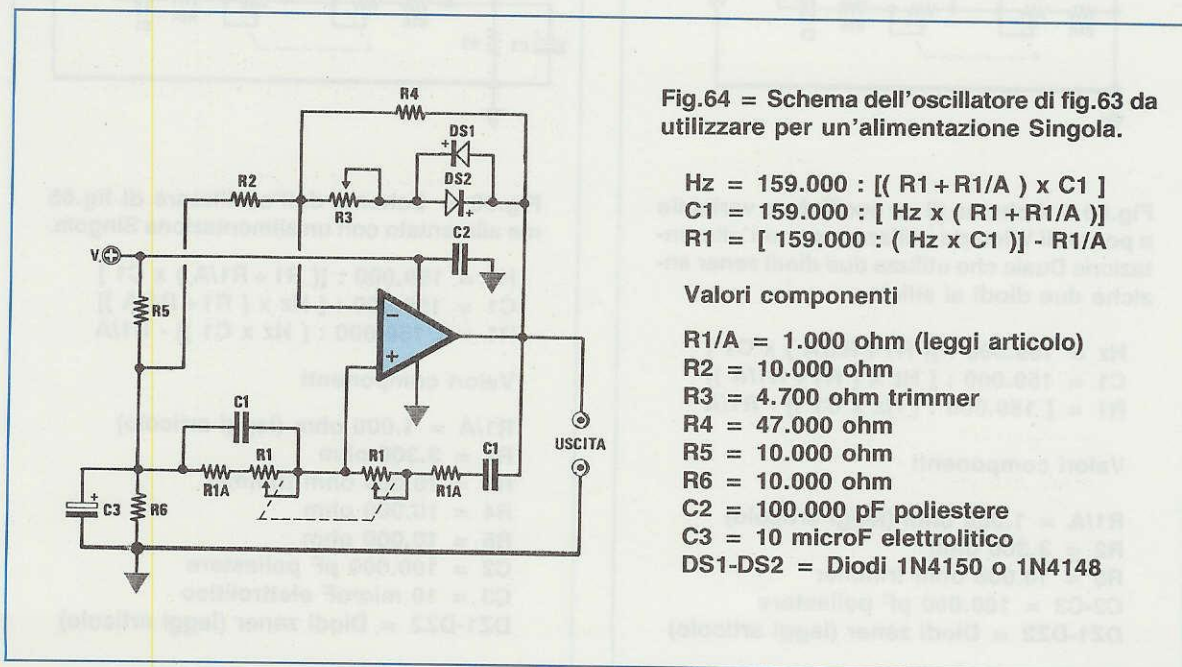 R4
DS1
DS2
R2
R3
C2
V.
R5
C1
R1
R1
C1
R1A
R1A
C3
R6
USCITA
Fig.64 = Schema dell'oscillatore di fig.63 da
utilizzare per un'alimentazione Singola.
Hz = 159.000 : [( R1 + R1/A ) x C1 ]
C1 = 159.000 : [ Hz x ( R1 + R1/A )]
R1 = [ 159.000 : ( Hz x C1 )] - R1/A
Valori componenti
R1/A = 1.000 ohm (leggi articolo)
R2 = 10.000 ohm
R3 = 4.700 ohm trimmer
R4 = 47.000 ohm
R5 = 10.000 ohm
R6 = 10.000 ohm
C2 = 100.000 pF poliestere
C3 = 10 microF elettrolitico
DS1-DS2 = Diodi 1N4150 o 1N4148